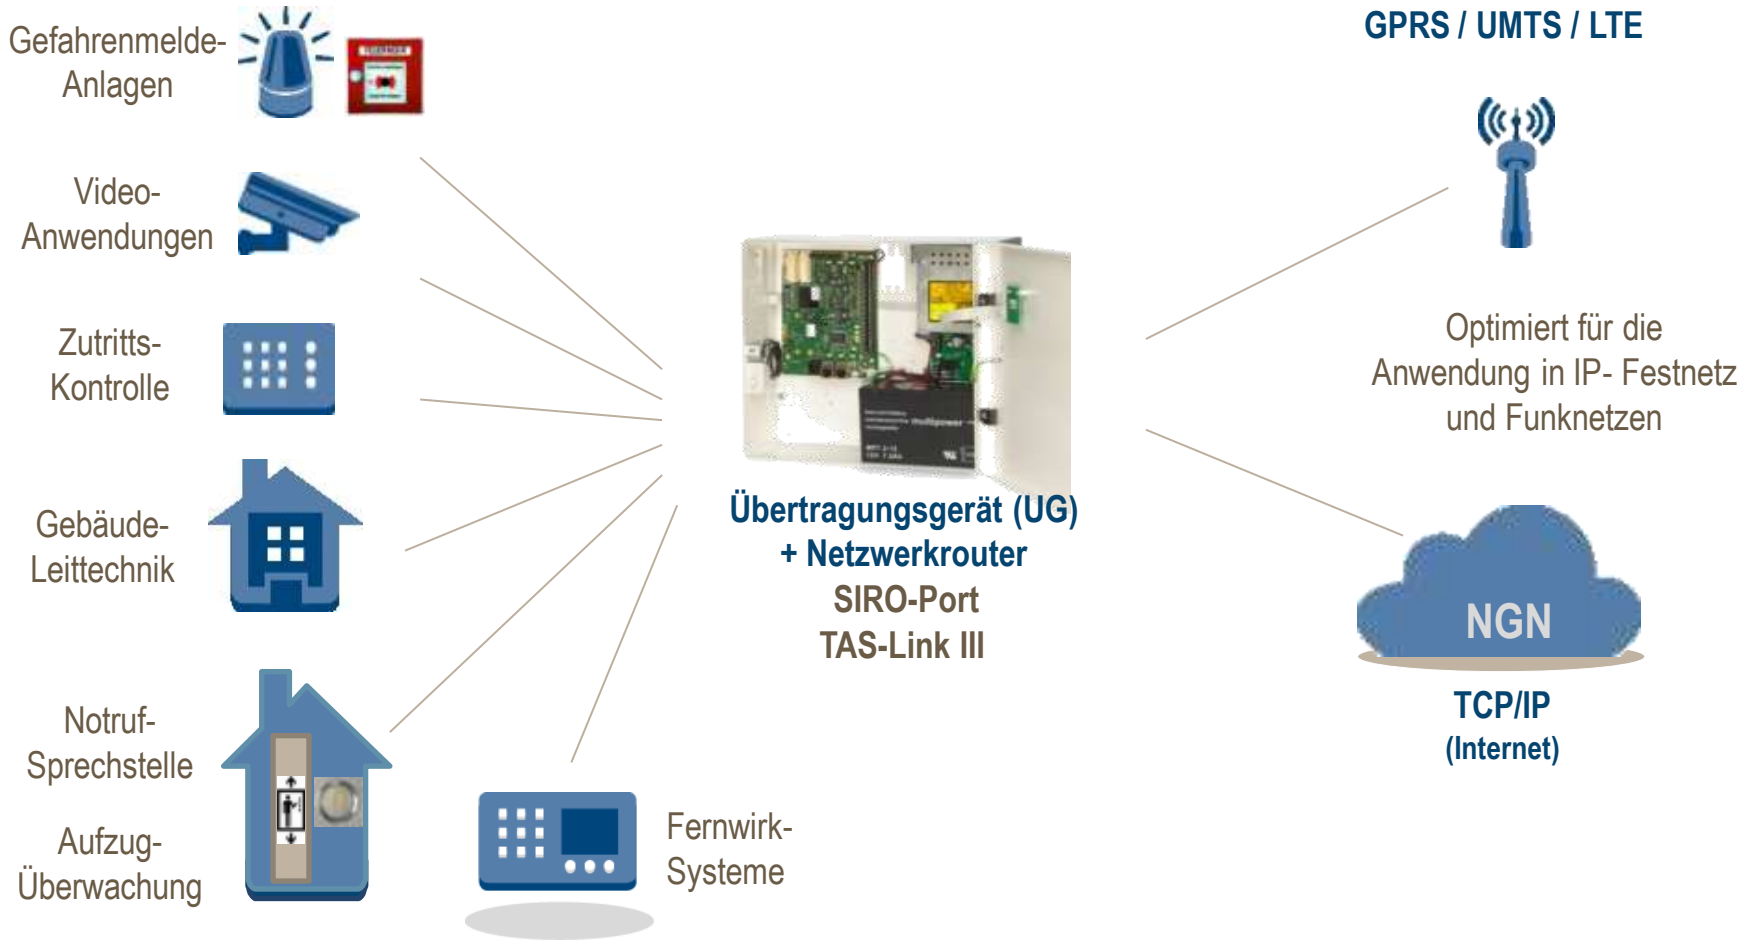 Gefahrenmelde-
Anlagen
Video-
Anwendungen
Zutritts-
Kontrolle
Gebäude-
Leittechnik
Notruf-
Sprechstelle
Aufzug-
Überwachung
Fernwirk-
Systeme
multipower
Übertragungsgerät (UG)
+ Netzwerkrouter
SIRO-Port
TAS-Link III
GPRS / UMTS / LTE
Optimiert für die
Anwendung in IP- Festnetz
und Funknetzen
NGN
TCP/IP
(Internet)